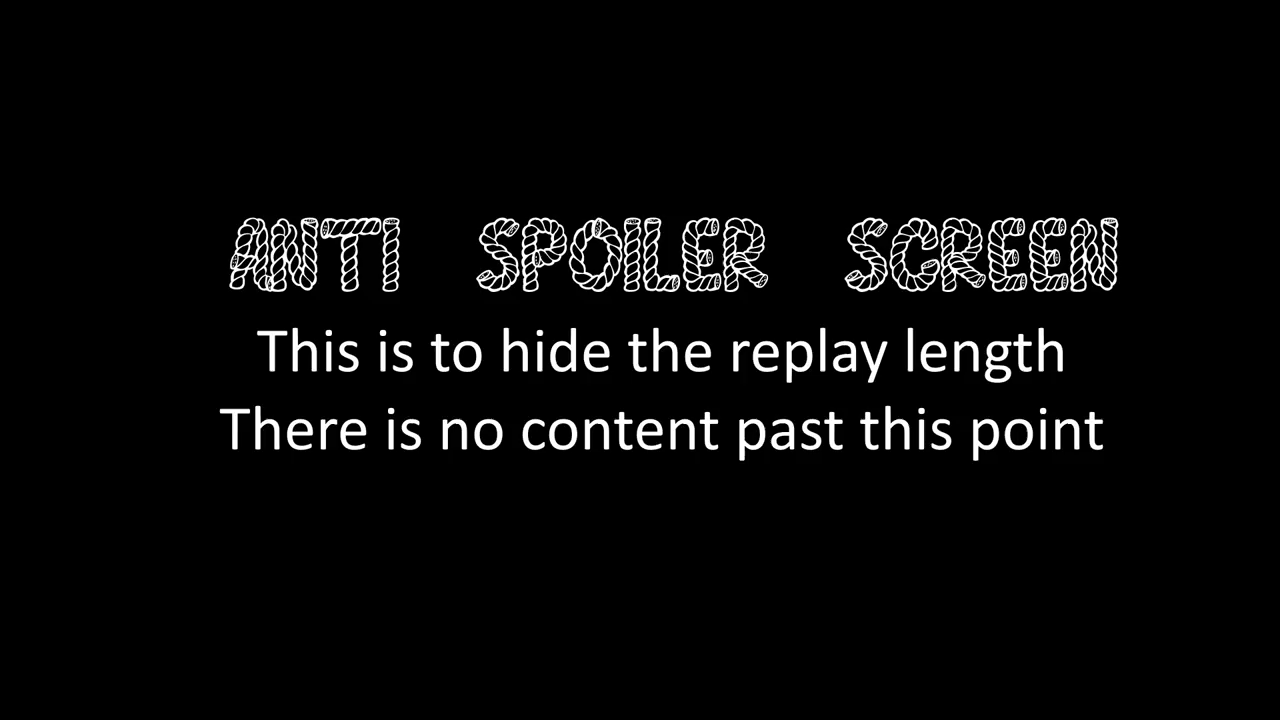 ANTI SPOILER SCREEN
This is to hide the replay length
There is no content past this point